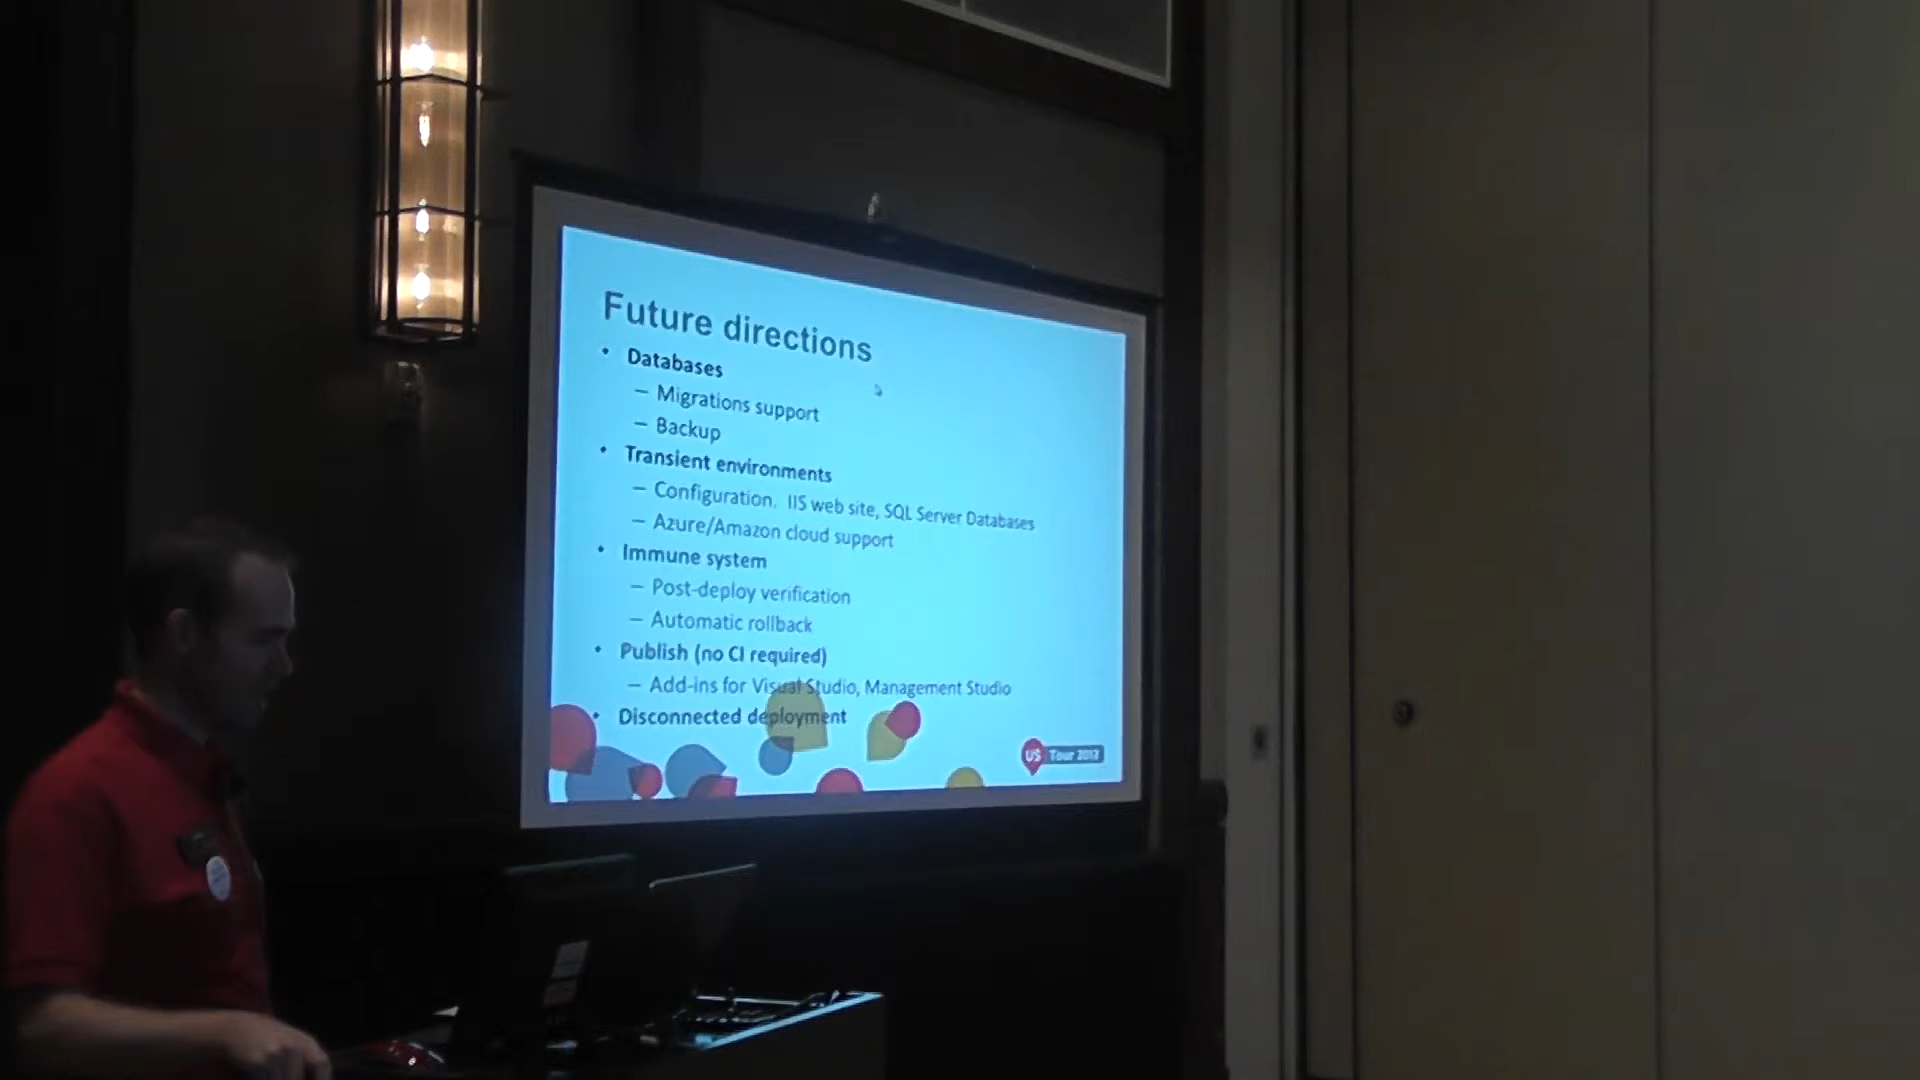 Future directions
• Databases
– Migrations support
– Backup
• Transient environments
– Configuration. IIS web site, SQL Server Databases
– Azure/Amazon cloud support
• Immune system
– Post-deploy verification
– Automatic rollback
• Publish (no CI required)
– Add-ins for Visual Studio, Management Studio
• Disconnected deployment
US Tour